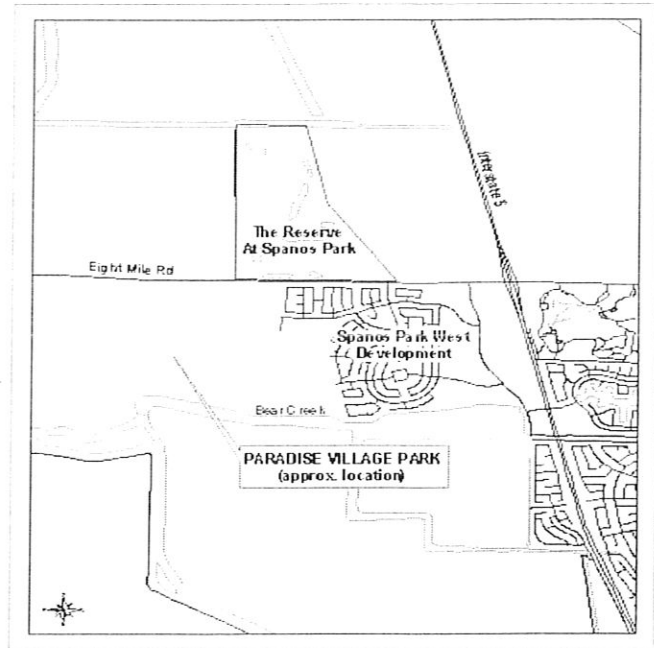 Interstate 5
The Reserve
At Spanos Park
Eight Mile Rd
Spanos Park West
Development
Bear Creek
PARADISE VILLAGE PARK
(approx. location)